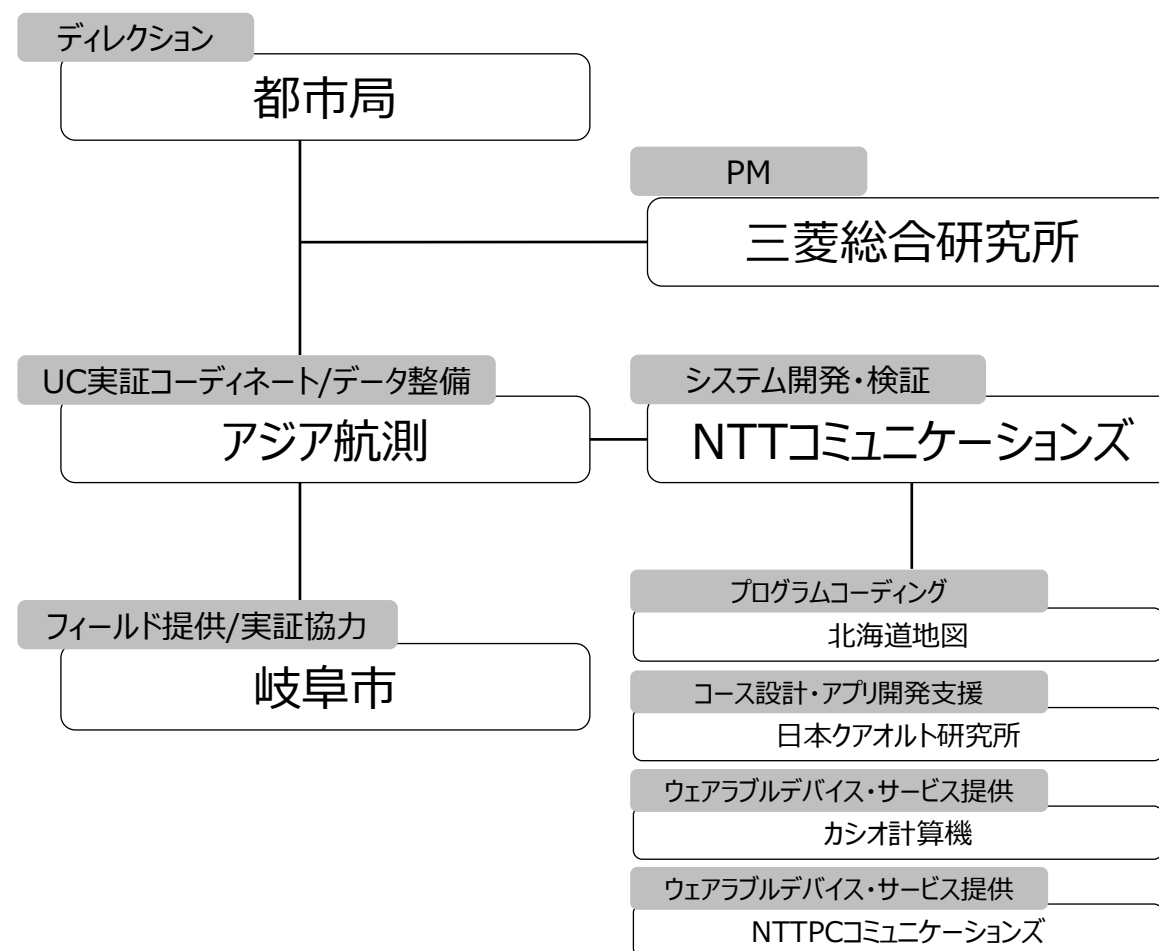 ディレクション
都市局
PM
三菱総合研究所
UC実証コーディネート/データ整備
アジア航測
システム開発・検証
NTTコミュニケーションズ
フィールド提供/実証協力
岐阜市
プログラムコーディング
北海道地図
コース設計・アプリ開発支援
日本クアオルト研究所
ウェアラブルデバイス・サービス提供
カシオ計算機
ウェアラブルデバイス・サービス提供
NTTPCコミュニケーションズ